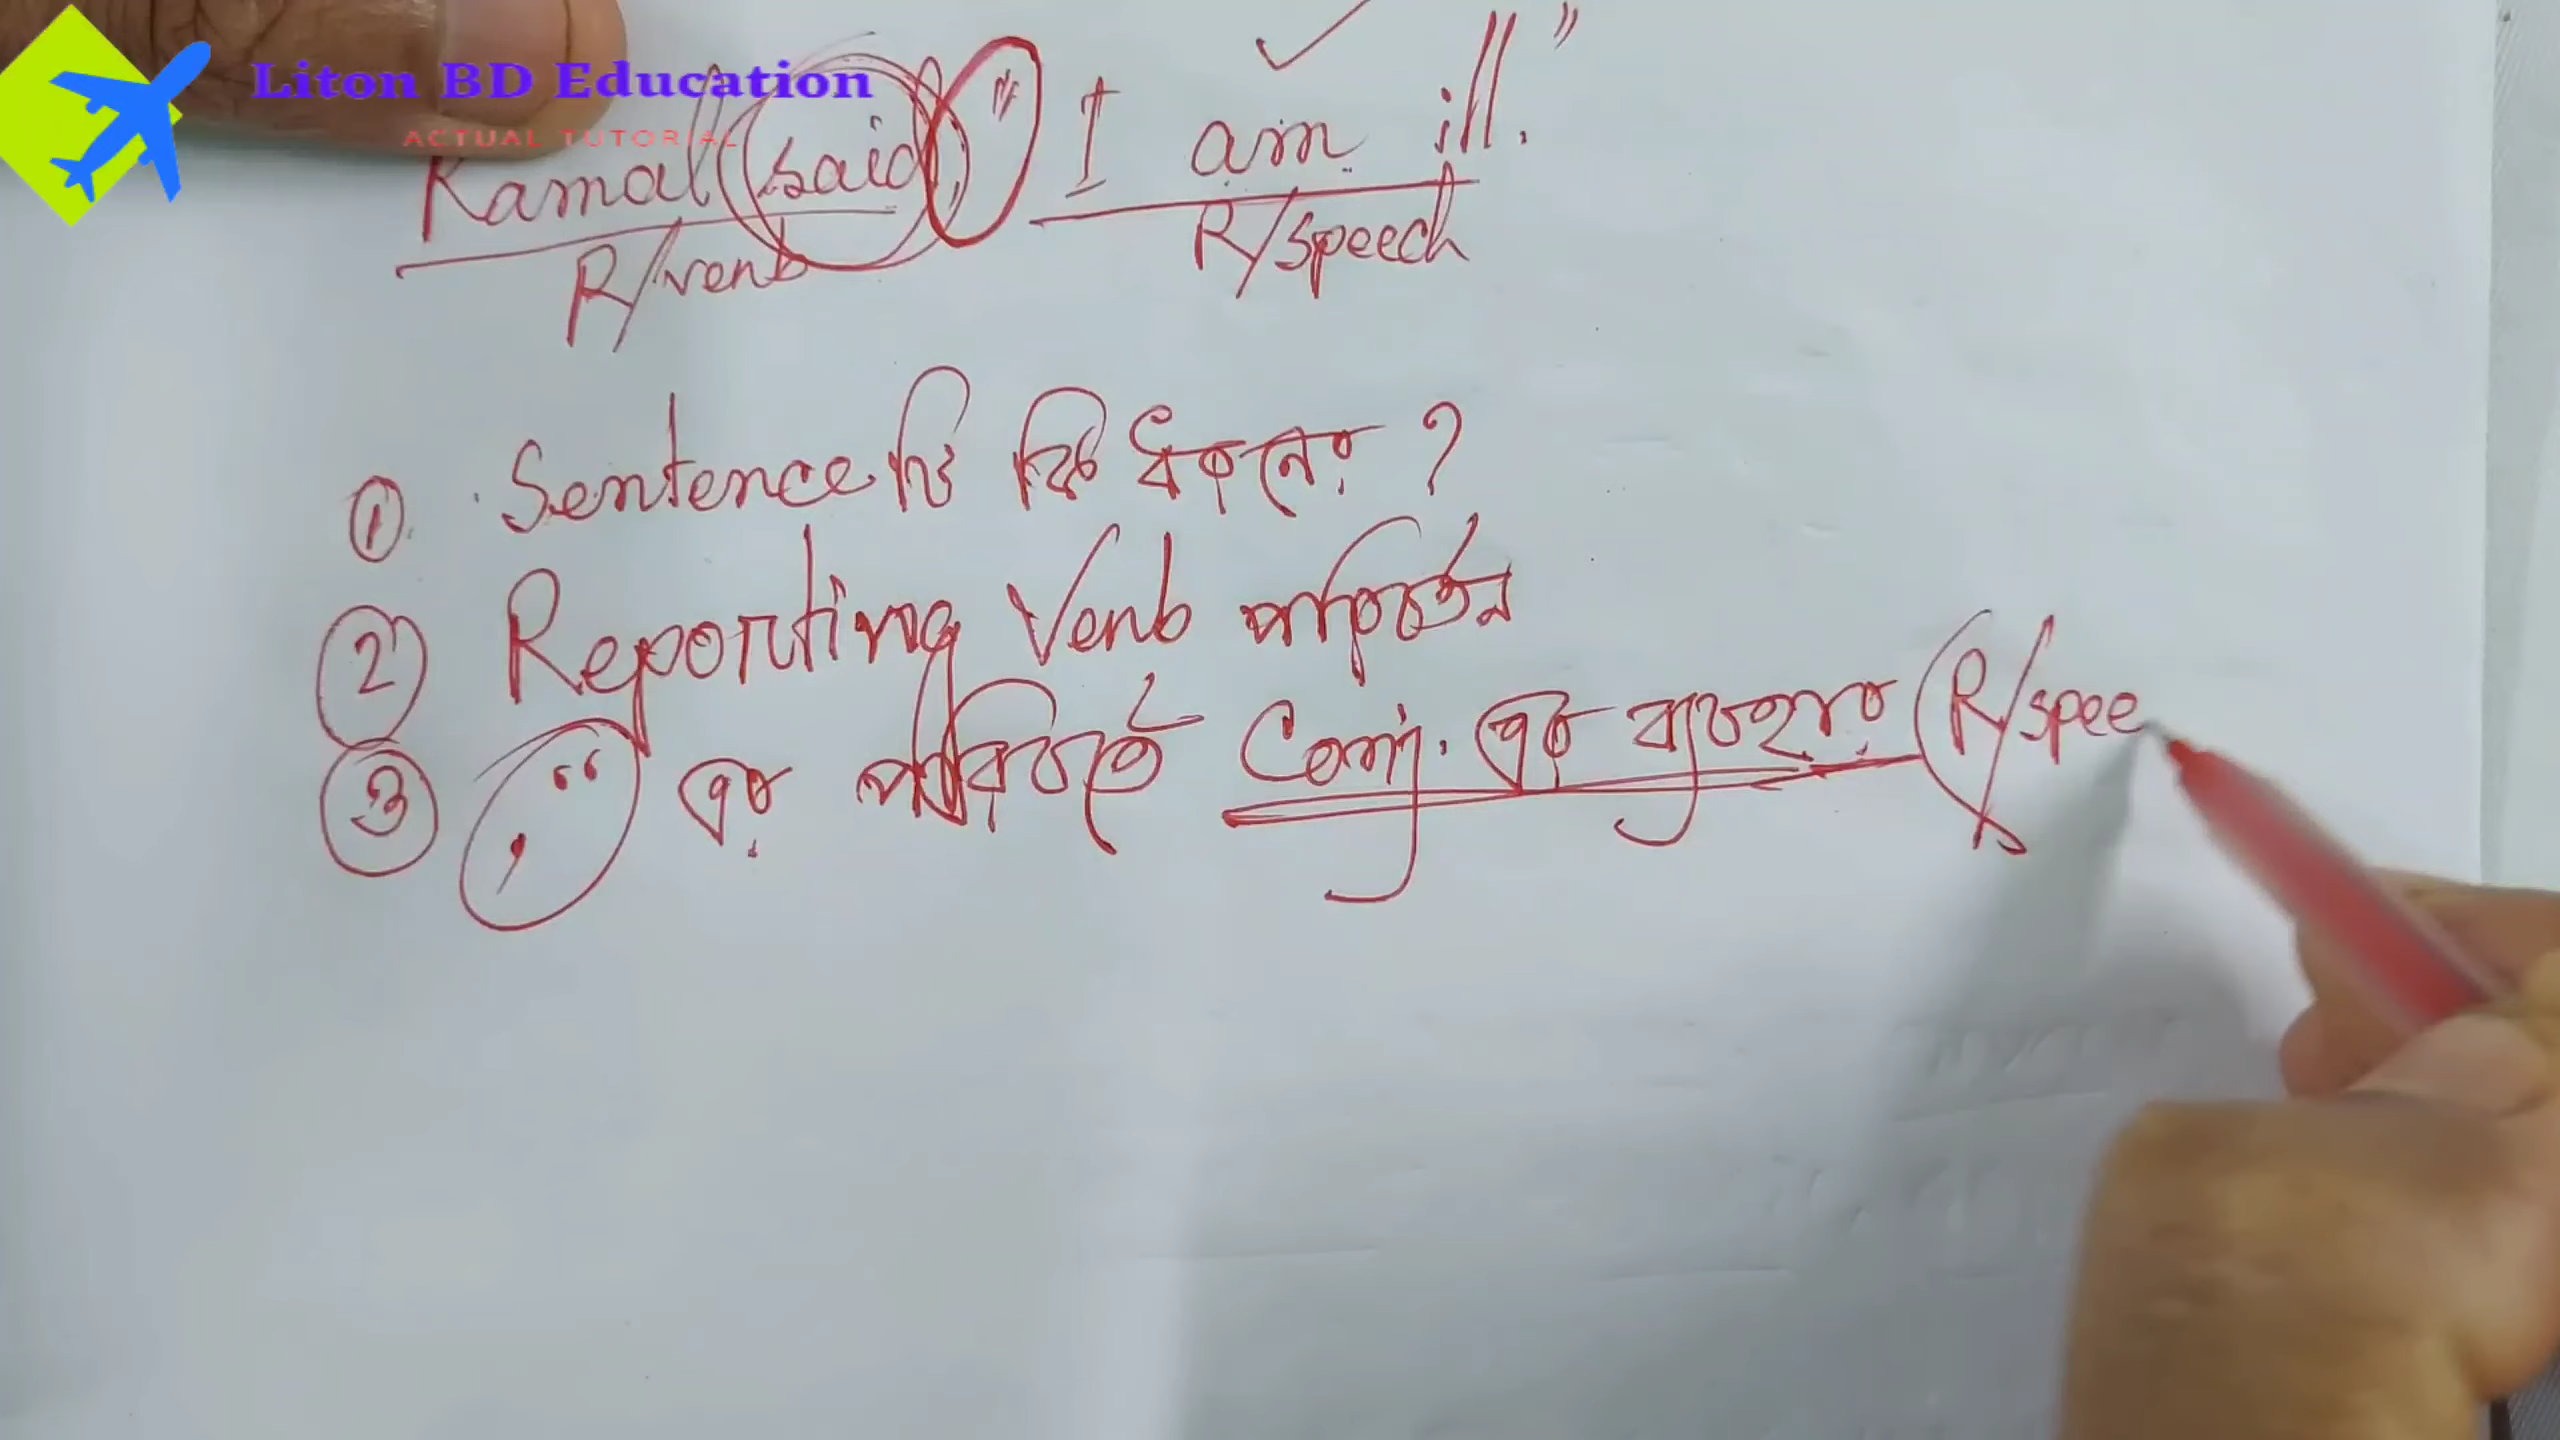 Liton BD Education
ACTUAL TUTORIAL
Kamal said, " I am ill."
R/verb R/speech
① Sentence টি কি ধরনের ?
② Reporting Verb পরিবর্তন
③ , “ এর পরিবর্তে Conj. এর ব্যবহার (R/spee